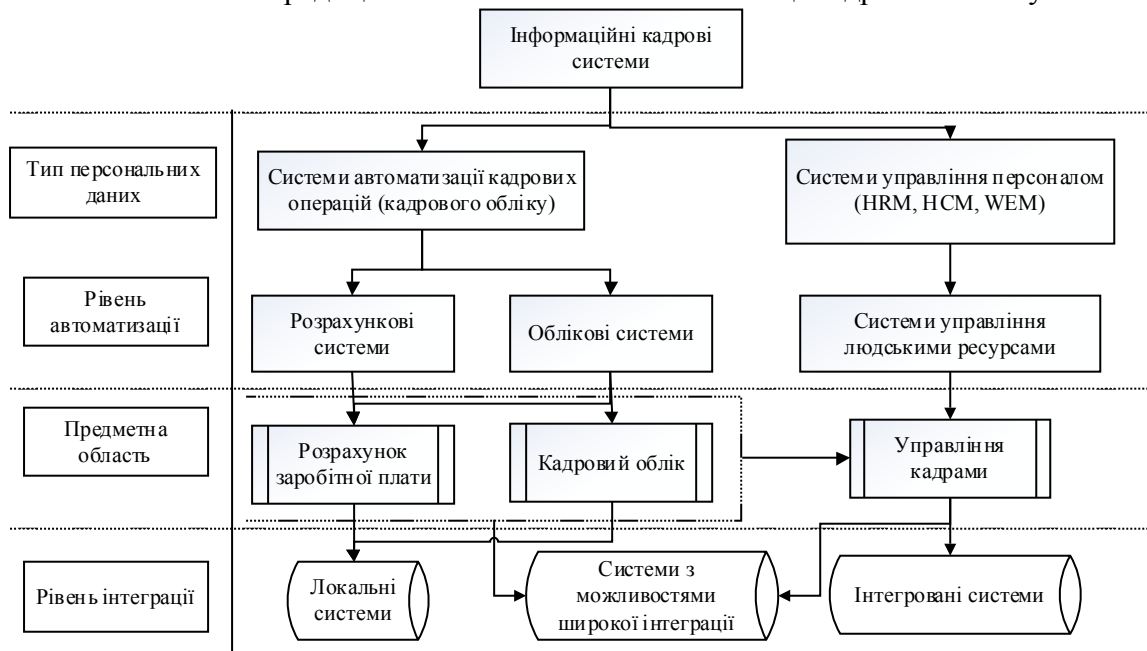 Інформаційні кадрові
системи
Тип персональних
даних
Системи автоматизації кадрових
операцій (кадрового обліку)
Системи управління персоналом
(HRM, HCM, WEM)
Рівень
автоматизації
Розрахункові
системи
Облікові системи
Системи управління
людськими ресурсами
Предметна
область
Розрахунок
заробітної плати
Кадровий облік
Управління
кадрами
Рівень інтеграції
Локальні
системи
Системи з
можливостями
широкої інтеграції
Інтегровані системи